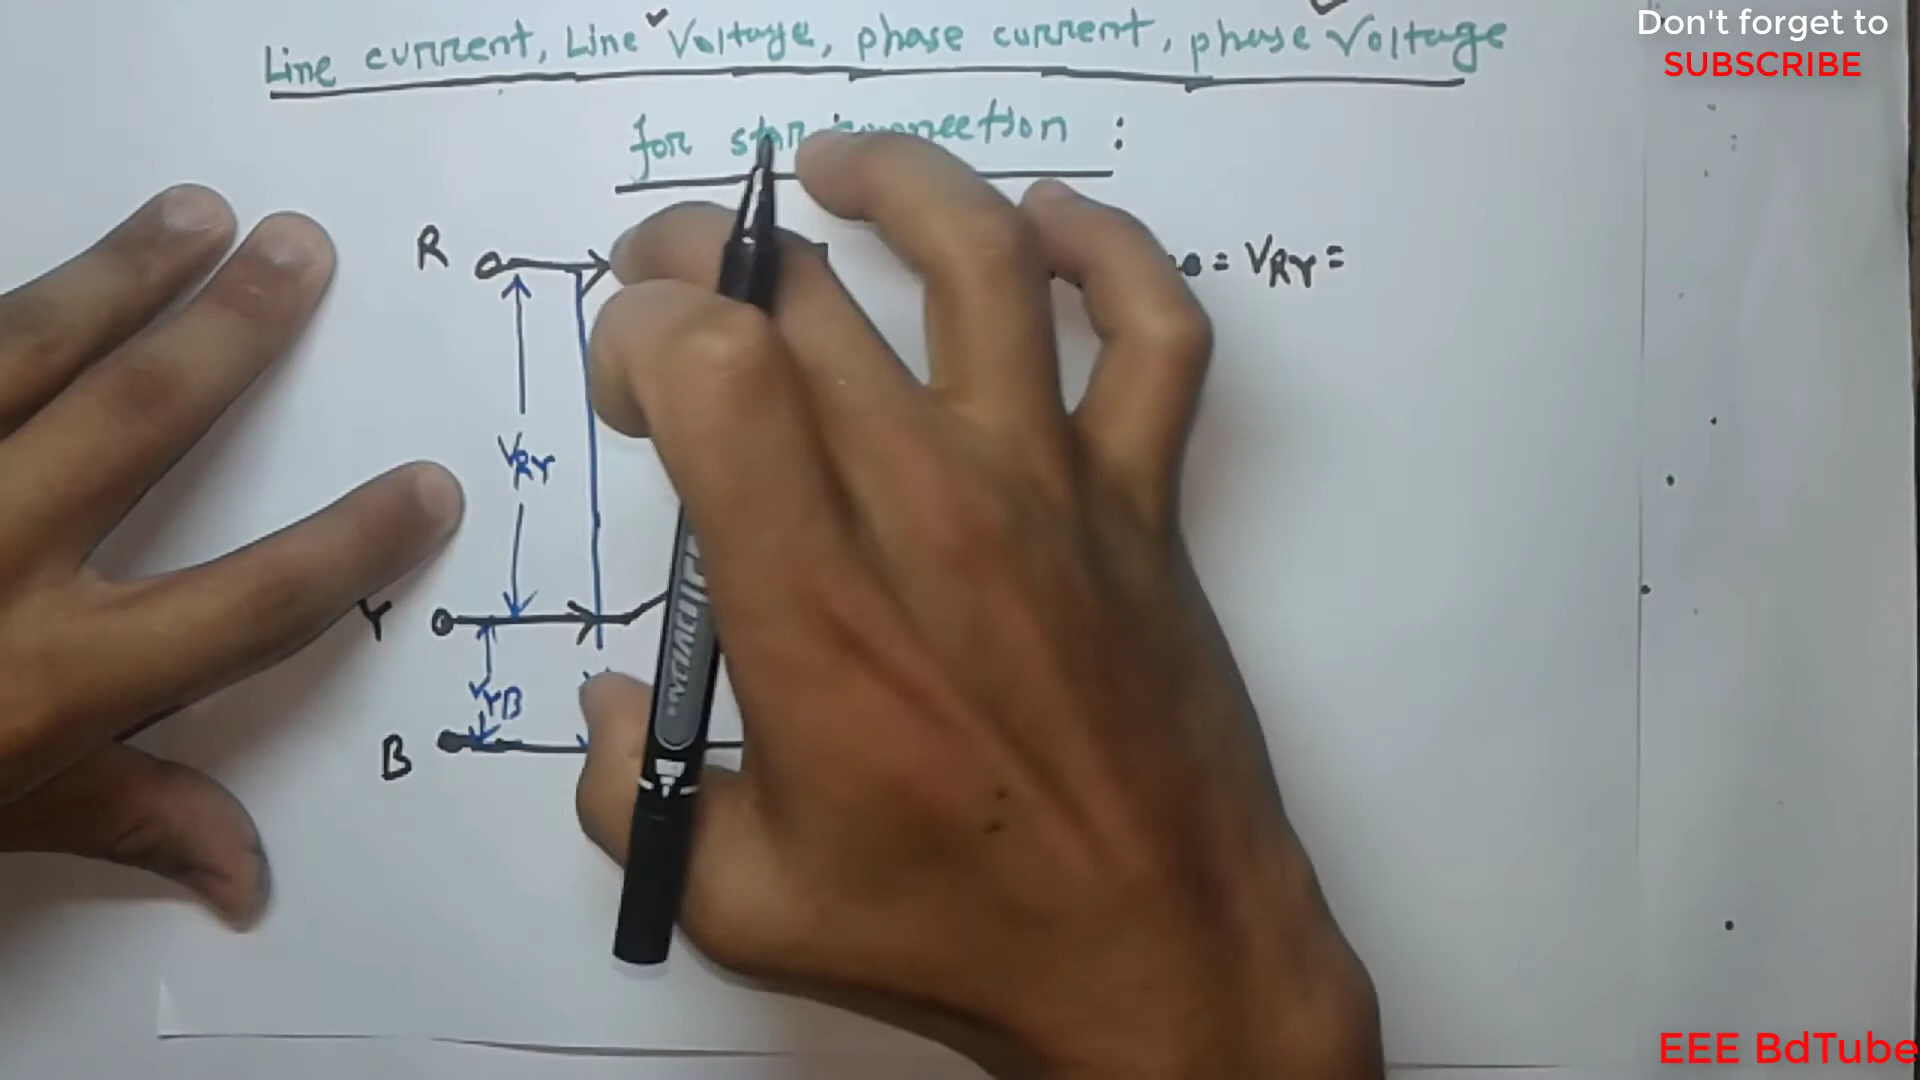 Don't forget to
SUBSCRIBE
Line current, Line Voltage, phase current, phase Voltage
for star connection :
R
= VRY =
VRY
Y
VYB
B
EEE BdTube